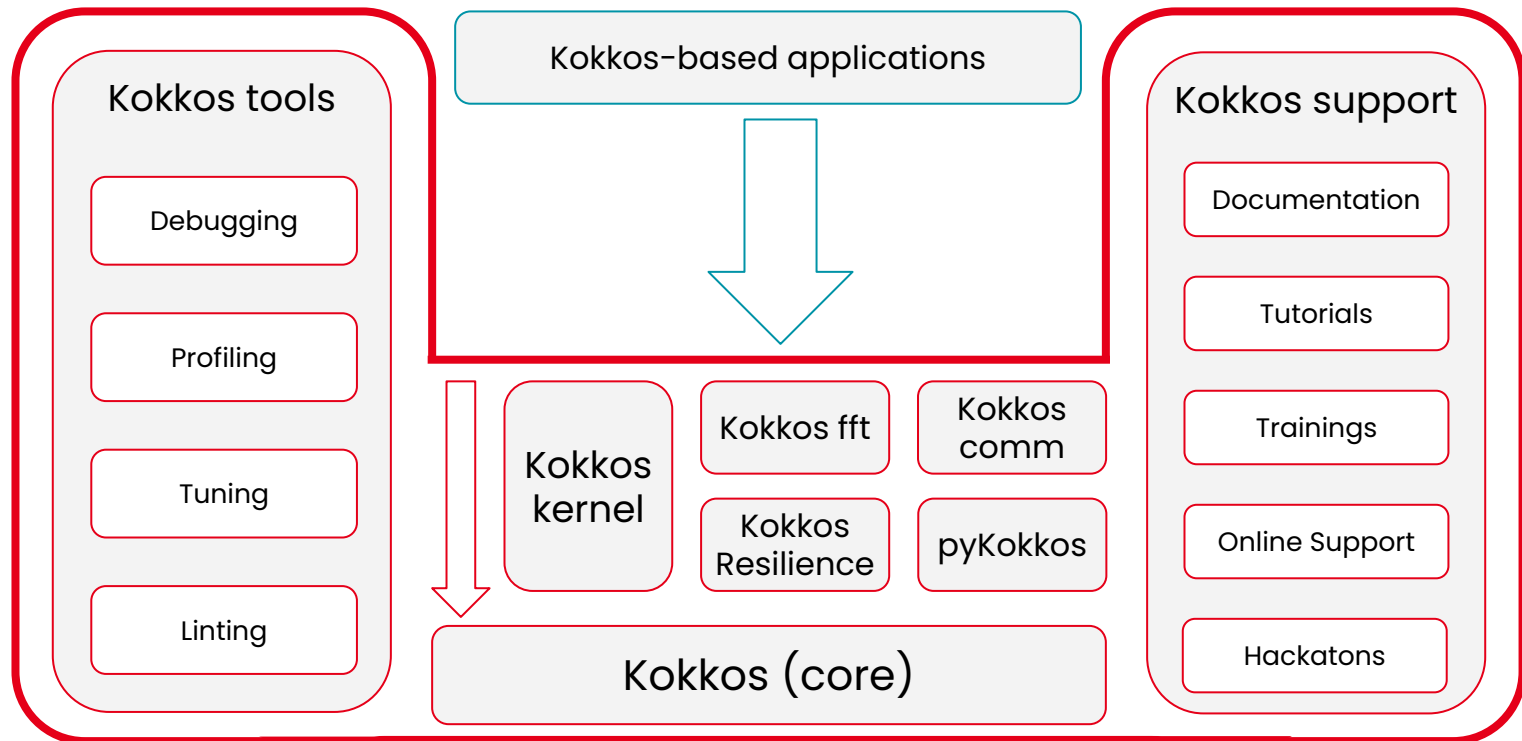 Kokkos-based applications
Kokkos tools
Debugging
Profiling
Tuning
Linting
Kokkos
kernel
Kokkos fft
Kokkos
comm
Kokkos
Resilience
pyKokkos
Kokkos (core)
Kokkos support
Documentation
Tutorials
Trainings
Online Support
Hackatons